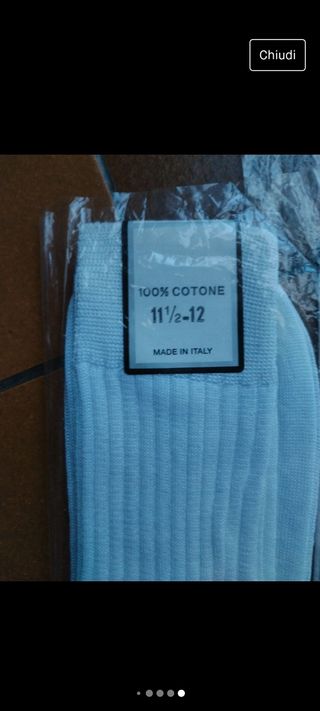 Chiudi
100% COTONE
11½-12
MADE IN ITALY